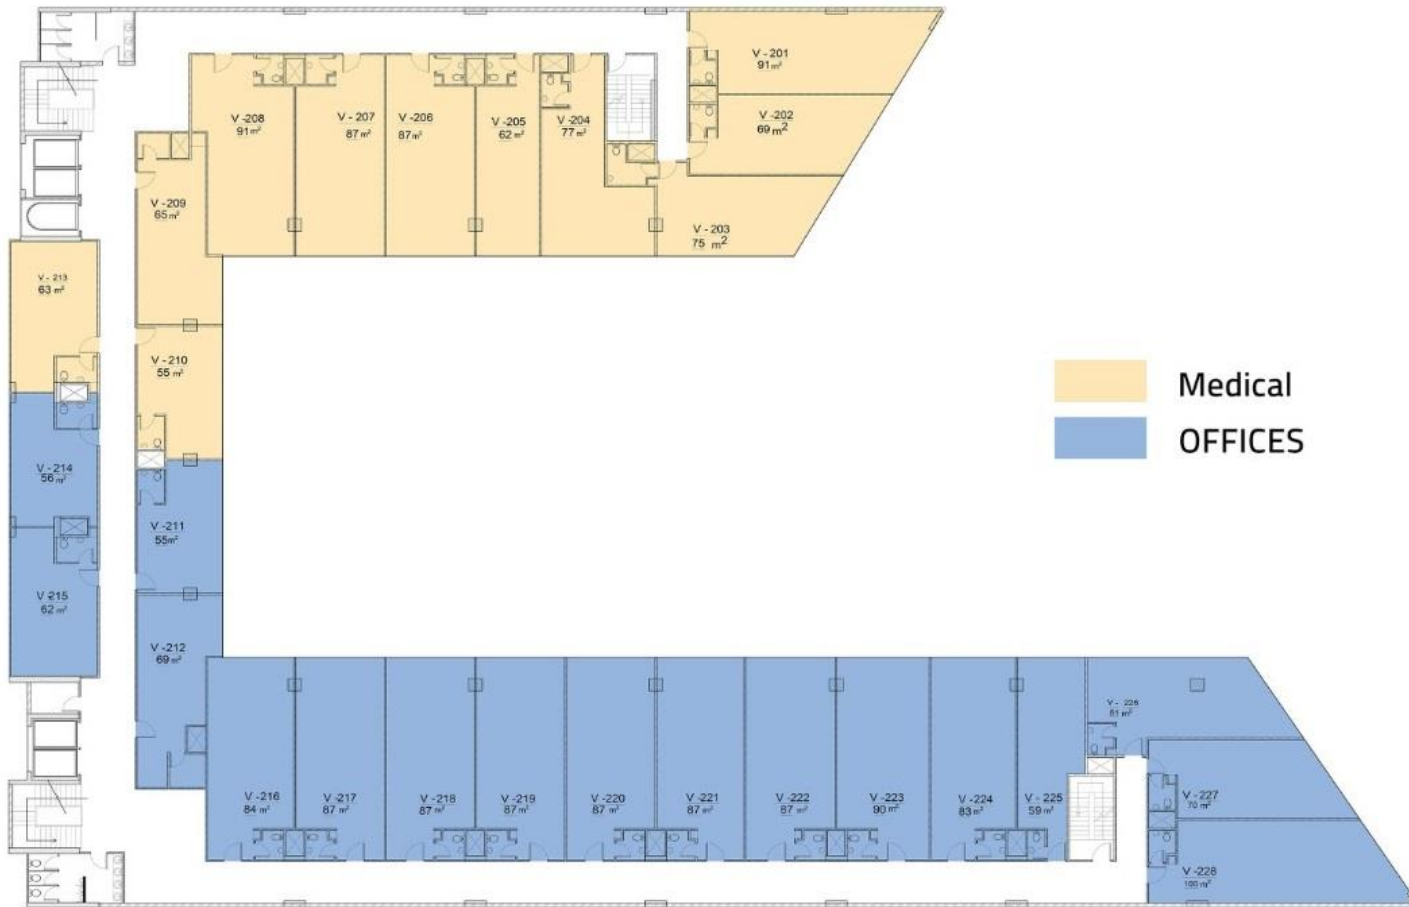 V - 201
91 m²
V - 202
69 m²
V - 203
75 m²
V -204
77 m²
V -205
62 m²
V -206
87 m²
V - 207
87 m²
V -208
91 m²
V -209
65 m²
V -210
55 m²
V -211
55 m²
V -212
69 m²
V - 213
63 m²
V - 214
56 m²
V -215
62 m²
V -216
84 m²
V -217
87 m²
V -218
87 m²
V -219
87 m²
V -220
87 m²
V -221
87 m²
V -222
87 m²
V -223
90 m²
V -224
83 m²
V -225
59 m²
V - 226
V -227
70 m²
V -228
100 m²
Medical
OFFICES